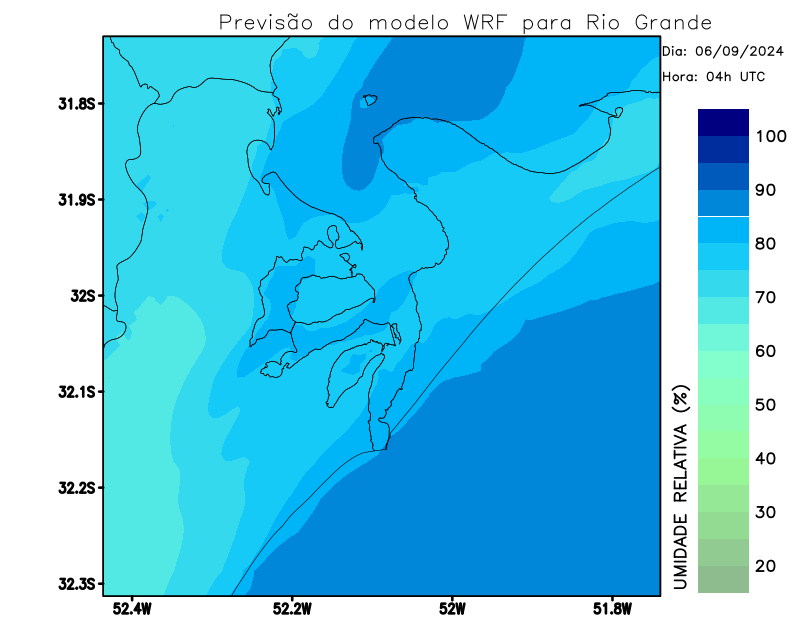 Previsão do modelo WRF para Rio Grande
Dia: 06/09/2024
Hora: 04h UTC
31.8S
31.9S
32S
32.1S
32.2S
32.3S
52.4W
52.2W
52W
51.8W
100
90
80
70
60
50
40
30
20
UMIDADE RELATIVA (%)